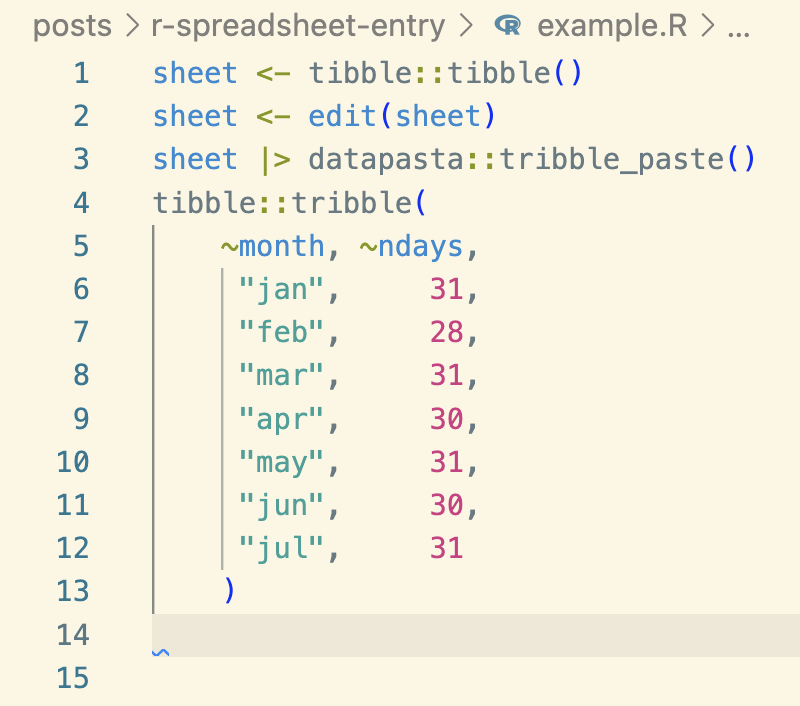 posts > r-spreadsheet-entry > R example.R > ...
1 sheet <- tibble::tibble()
2 sheet <- edit(sheet)
3 sheet |> datapasta::tribble_paste()
4 tibble::tribble(
5     ~month, ~ndays,
6      "jan",     31,
7      "feb",     28,
8      "mar",     31,
9      "apr",     30,
10      "may",     31,
11      "jun",     30,
12      "jul",     31
13     )
14
15